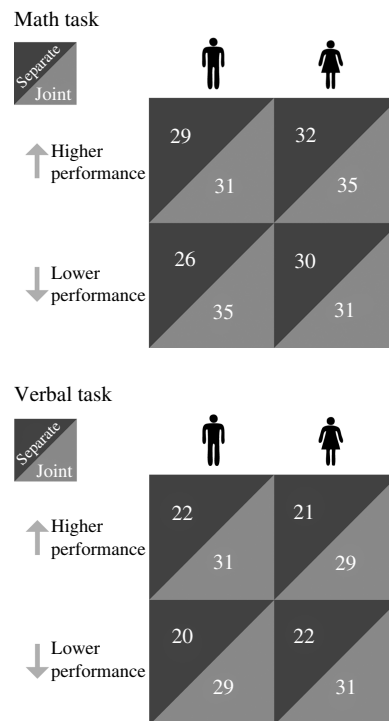 Math task
Separate
Joint
Higher
performance
29 32
31 35
Lower
performance
26 30
35 31
Verbal task
Separate
Joint
Higher
performance
22 21
31 29
Lower
performance
20 22
29 31